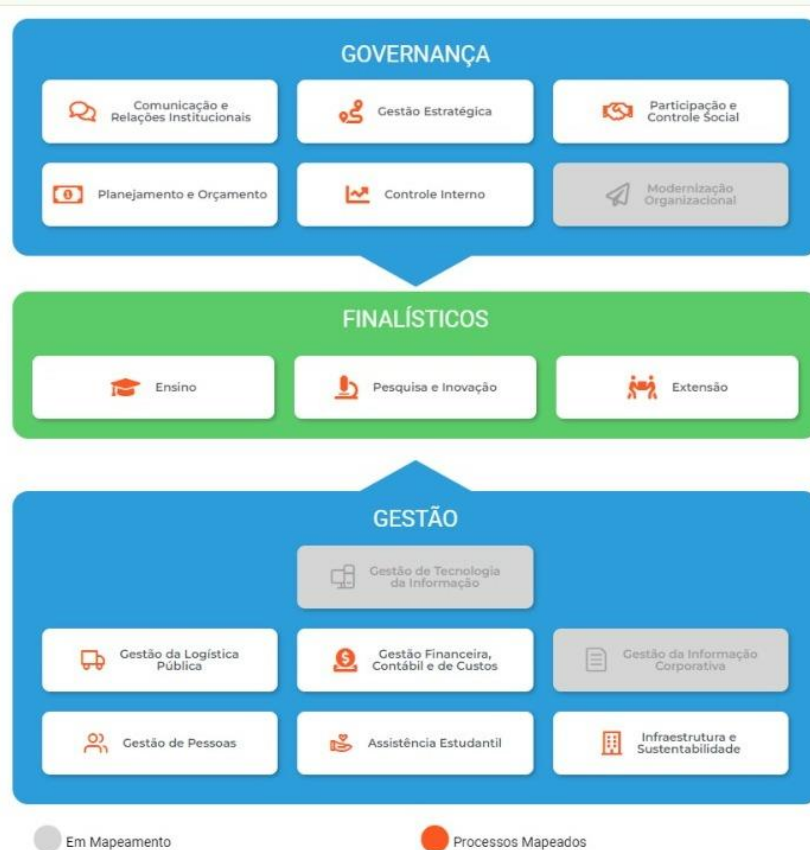 GOVERNANÇA
Comunicação e
Relações Institucionais
Gestão Estratégica
Participação e
Controle Social
Planejamento e Orçamento
Controle Interno
Modernização
Organizacional
FINALÍSTICOS
Ensino
Pesquisa e Inovação
Extensão
GESTÃO
Gestão de Tecnologia
da Informação
Gestão da Logística
Pública
Gestão Financeira,
Contábil e de Custos
Gestão da Informação
Corporativa
Gestão de Pessoas
Assistência Estudantil
Infraestrutura e
Sustentabilidade
Em Mapeamento
Processos Mapeados